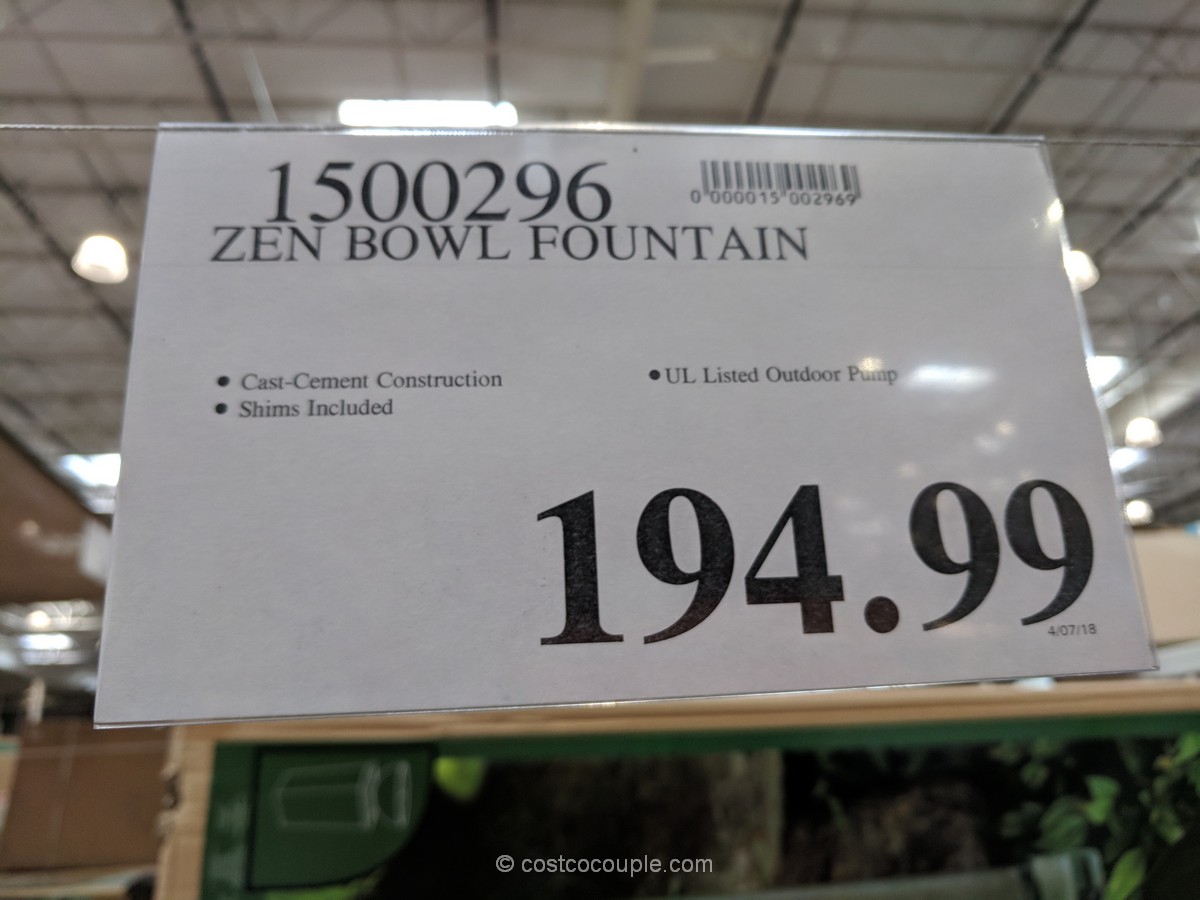 1500296
0 000015 002969
ZEN BOWL FOUNTAIN
• Cast-Cement Construction
• Shims Included
• UL Listed Outdoor Pump
194.99
4/07/18
© costcocouple.com